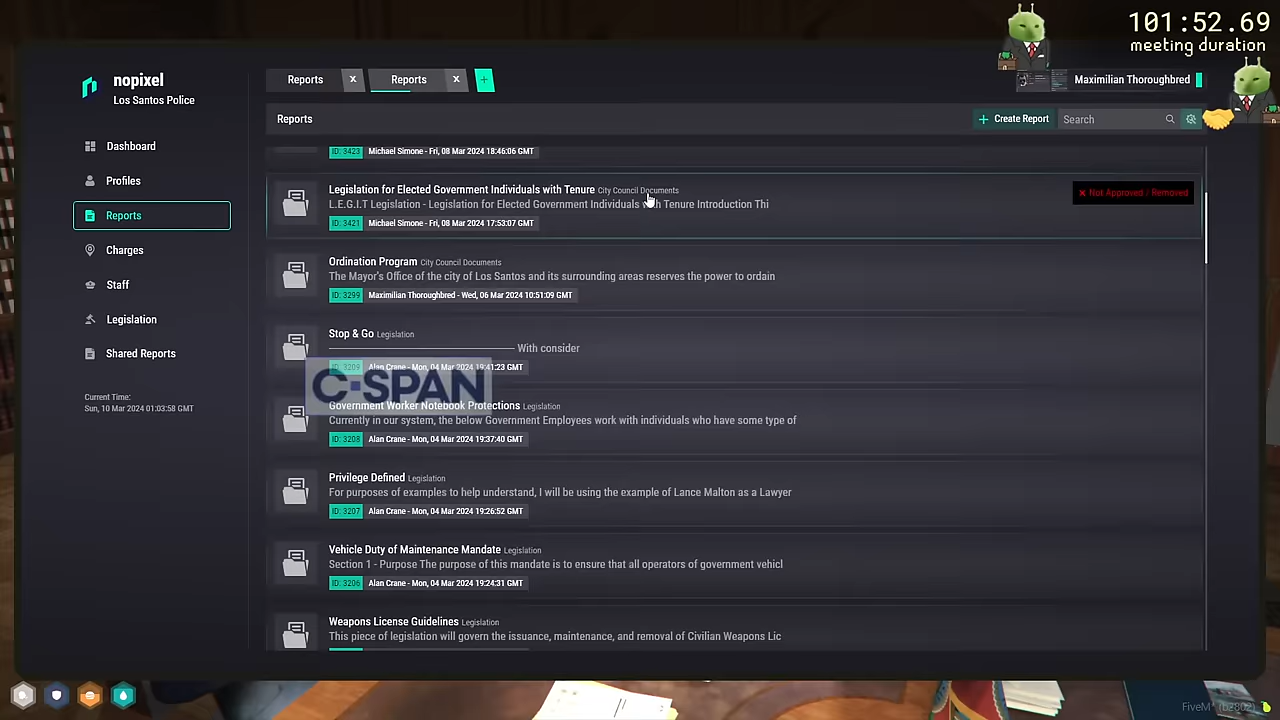 101:52.69
meeting duration
nopixel
Los Santos Police
Reports x Reports x +
Maximilian Thoroughbred
Reports
+ Create Report
Search
Dashboard
Profiles
Reports
Charges
Staff
Legislation
Shared Reports
Current Time:
Sun, 10 Mar 2024 01:03:58 GMT
ID: 3423 Michael Simone - Fri, 08 Mar 2024 18:46:06 GMT
Legislation for Elected Government Individuals with Tenure City Council Documents
L.E.G.I.T Legislation - Legislation for Elected Government Individuals with Tenure Introduction Thi
ID: 3421 Michael Simone - Fri, 08 Mar 2024 17:53:07 GMT
x Not Approved / Removed
Ordination Program City Council Documents
The Mayor's Office of the city of Los Santos and its surrounding areas reserves the power to ordain
ID: 3299 Maximilian Thoroughbred - Wed, 06 Mar 2024 10:51:09 GMT
Stop & Go Legislation
With consider
ID: 3209 Alan Crane - Mon, 04 Mar 2024 19:41:23 GMT
C-SPAN
Government Worker Notebook Protections Legislation
Currently in our system, the below Government Employees work with individuals who have some type of
ID: 3208 Alan Crane - Mon, 04 Mar 2024 19:37:40 GMT
Privilege Defined Legislation
For purposes of examples to help understand, I will be using the example of Lance Malton as a Lawyer
ID: 3207 Alan Crane - Mon, 04 Mar 2024 19:26:52 GMT
Vehicle Duty of Maintenance Mandate Legislation
Section 1 - Purpose The purpose of this mandate is to ensure that all operators of government vehicl
ID: 3206 Alan Crane - Mon, 04 Mar 2024 19:24:31 GMT
Weapons License Guidelines Legislation
This piece of legislation will govern the issuance, maintenance, and removal of Civilian Weapons Lic
FiveM* (b2802)